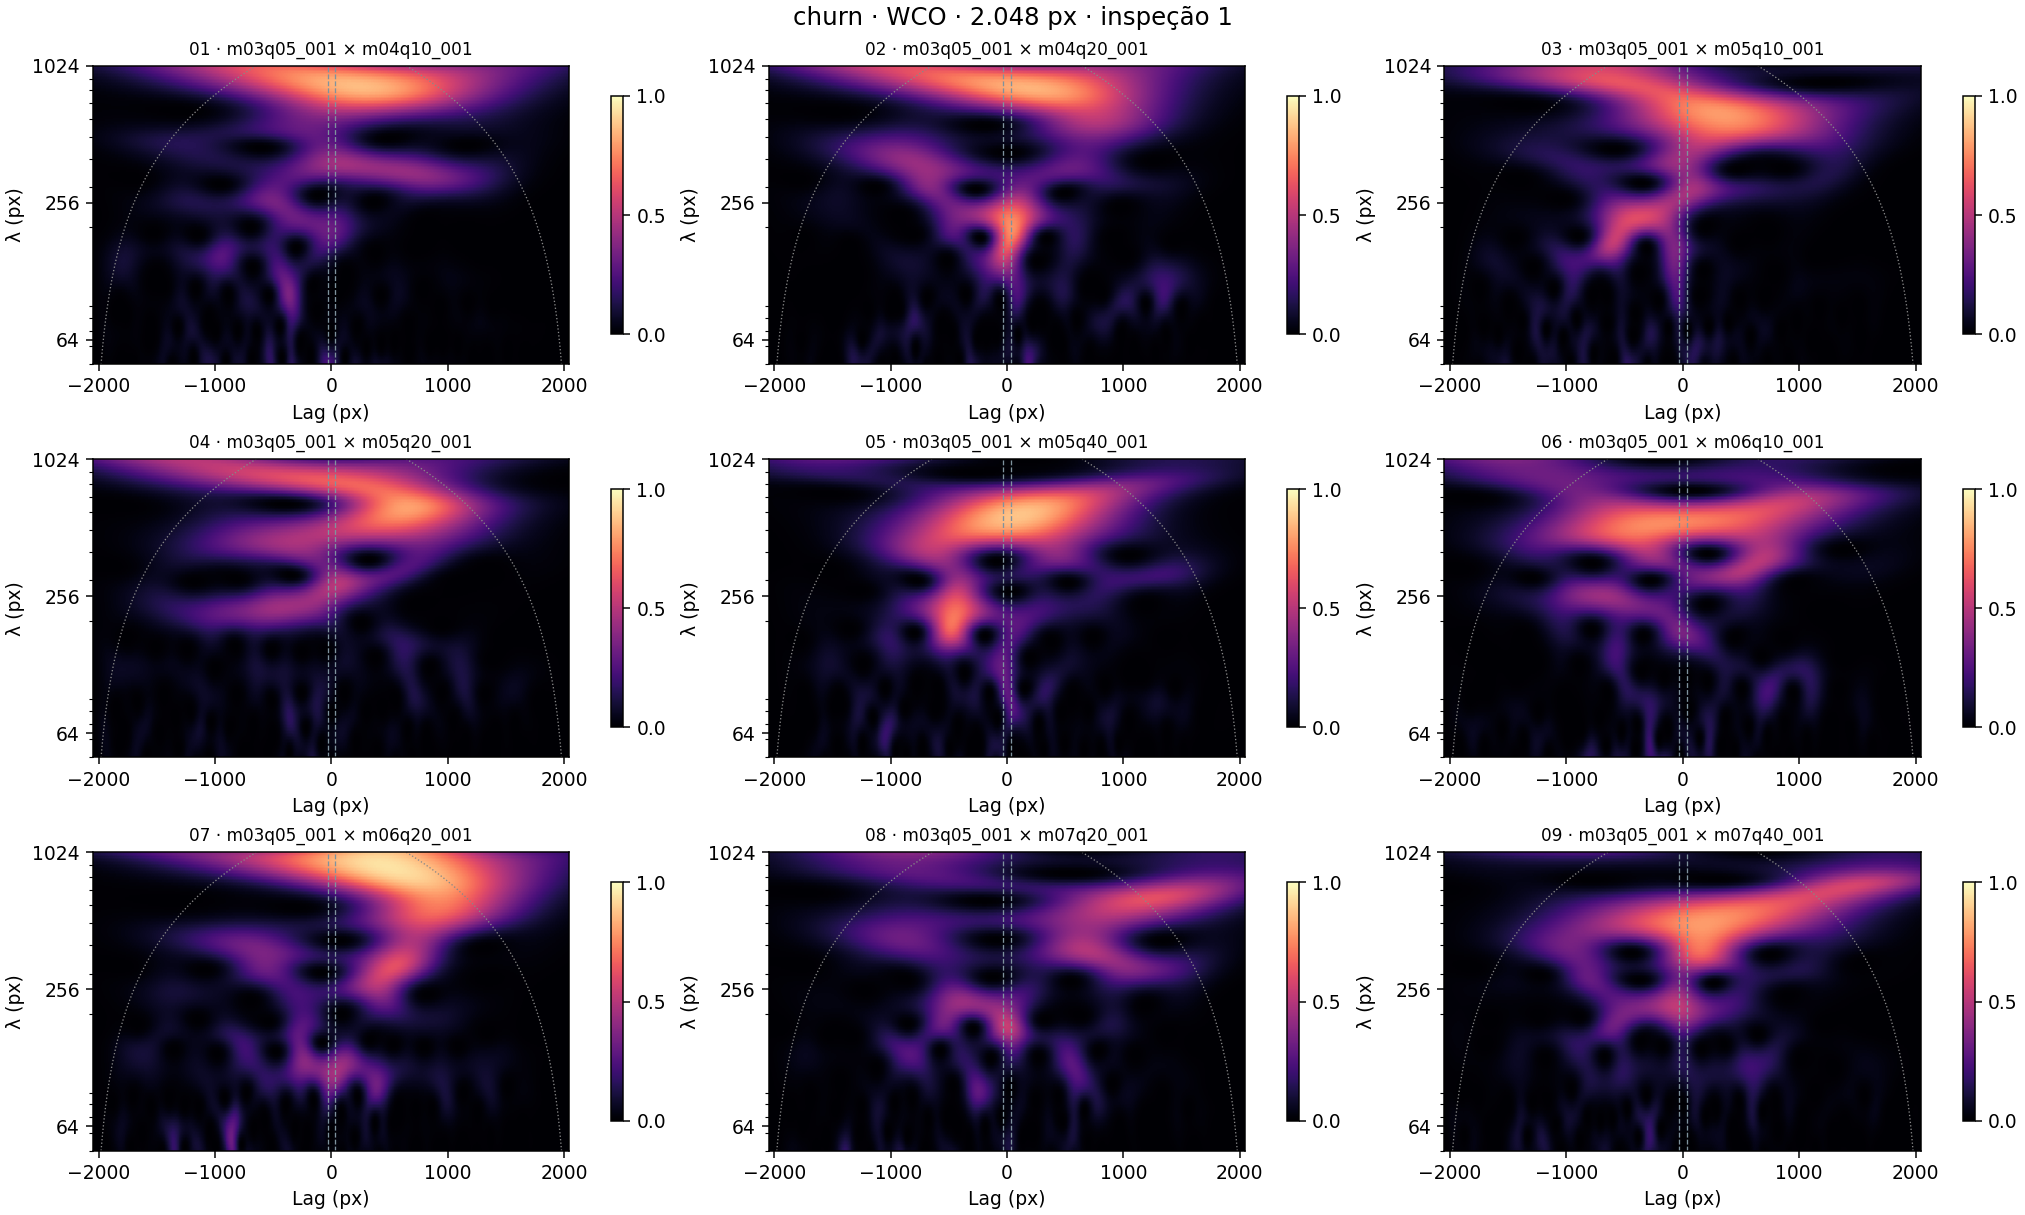 churn · WCO · 2.048 px · inspeção 1
01 · m03q05_001 × m04q10_001
1024
256
64
λ (px)
−2000 −1000 0 1000 2000
Lag (px)
1.0
0.5
0.0
02 · m03q05_001 × m04q20_001
1024
256
64
λ (px)
−2000 −1000 0 1000 2000
Lag (px)
1.0
0.5
0.0
03 · m03q05_001 × m05q10_001
1024
256
64
λ (px)
−2000 −1000 0 1000 2000
Lag (px)
1.0
0.5
0.0
04 · m03q05_001 × m05q20_001
1024
256
64
λ (px)
−2000 −1000 0 1000 2000
Lag (px)
1.0
0.5
0.0
05 · m03q05_001 × m05q40_001
1024
256
64
λ (px)
−2000 −1000 0 1000 2000
Lag (px)
1.0
0.5
0.0
06 · m03q05_001 × m06q10_001
1024
256
64
λ (px)
−2000 −1000 0 1000 2000
Lag (px)
1.0
0.5
0.0
07 · m03q05_001 × m06q20_001
1024
256
64
λ (px)
−2000 −1000 0 1000 2000
Lag (px)
1.0
0.5
0.0
08 · m03q05_001 × m07q20_001
1024
256
64
λ (px)
−2000 −1000 0 1000 2000
Lag (px)
1.0
0.5
0.0
09 · m03q05_001 × m07q40_001
1024
256
64
λ (px)
−2000 −1000 0 1000 2000
Lag (px)
1.0
0.5
0.0